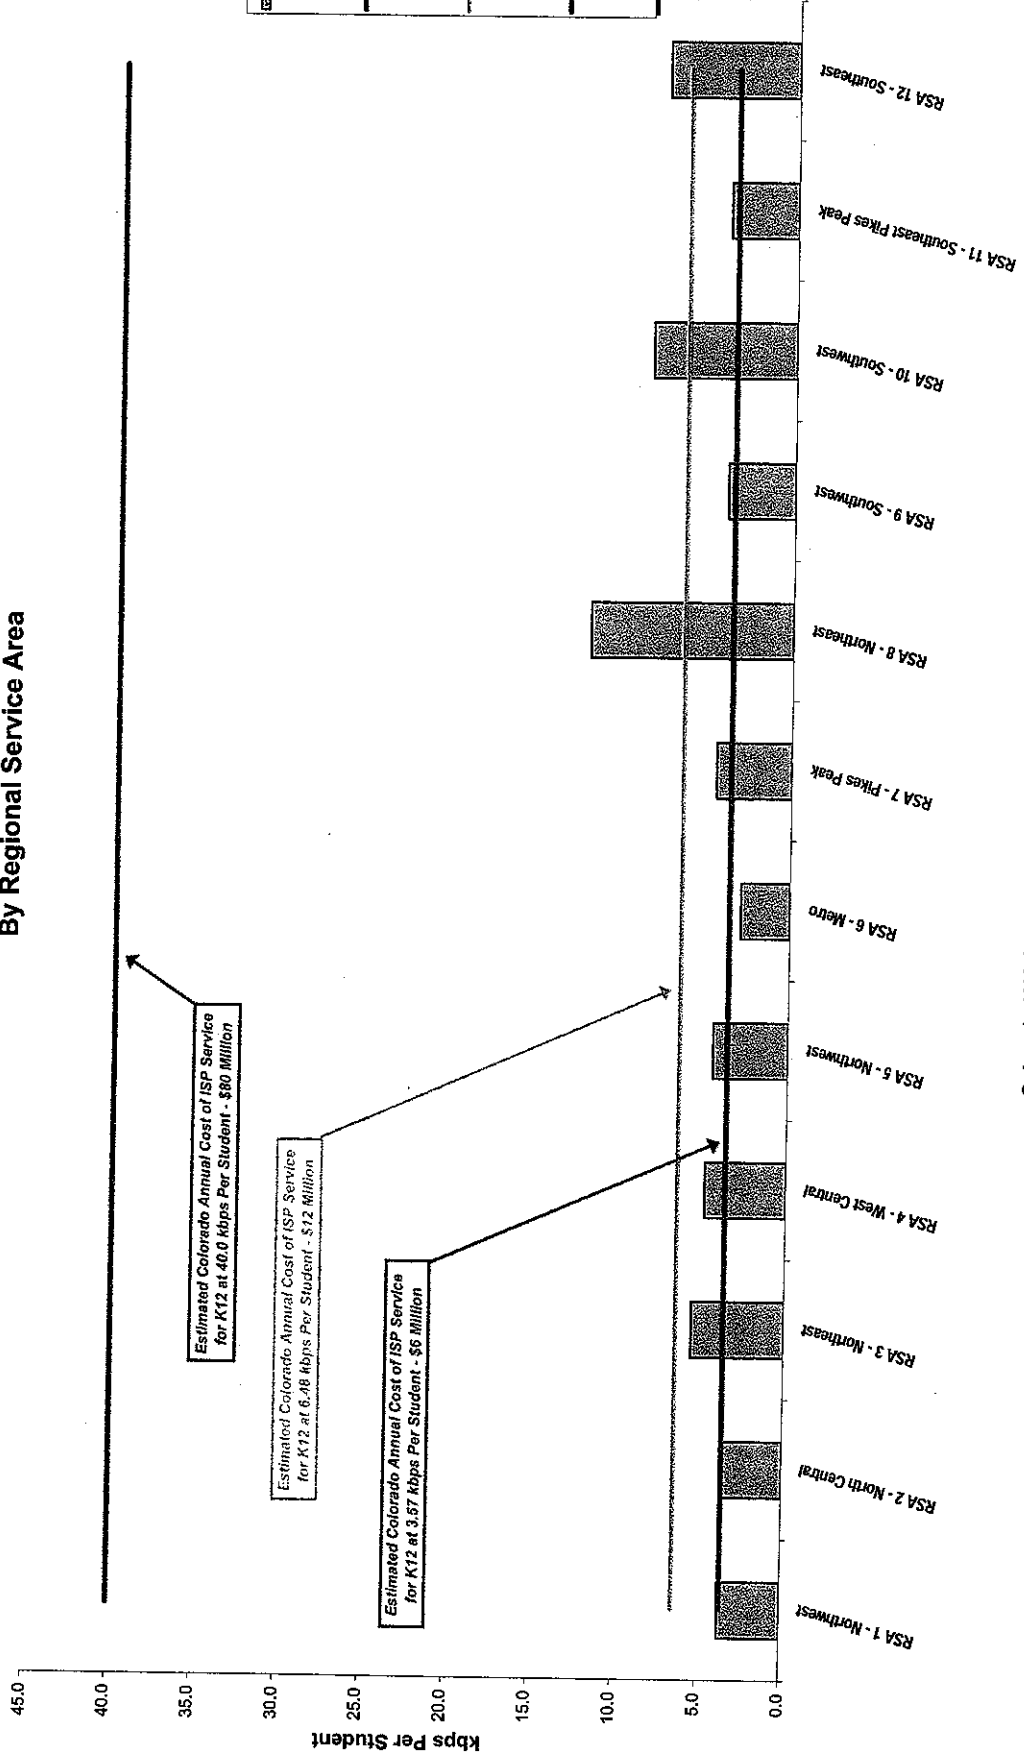 By Regional Service Area
Estimated Colorado Annual Cost of ISP Service
for K12 at 40.0 kbps Per Student - $80 Million
Estimated Colorado Annual Cost of ISP Service
for K12 at 6.48 kbps Per Student - $12 Million
Estimated Colorado Annual Cost of ISP Service
for K12 at 3.57 kbps Per Student - $6 Million
kbps Per Student
45.0
40.0
35.0
30.0
25.0
20.0
15.0
10.0
5.0
0.0
RSA 1 - Northwest
RSA 2 - North Central
RSA 3 - Northeast
RSA 4 - West Central
RSA 5 - Northwest
RSA 6 - Metro
RSA 7 - Pikes Peak
RSA 8 - Northeast
RSA 9 - Southwest
RSA 10 - Southwest
RSA 11 - Southeast Pikes Peak
RSA 12 - Southeast